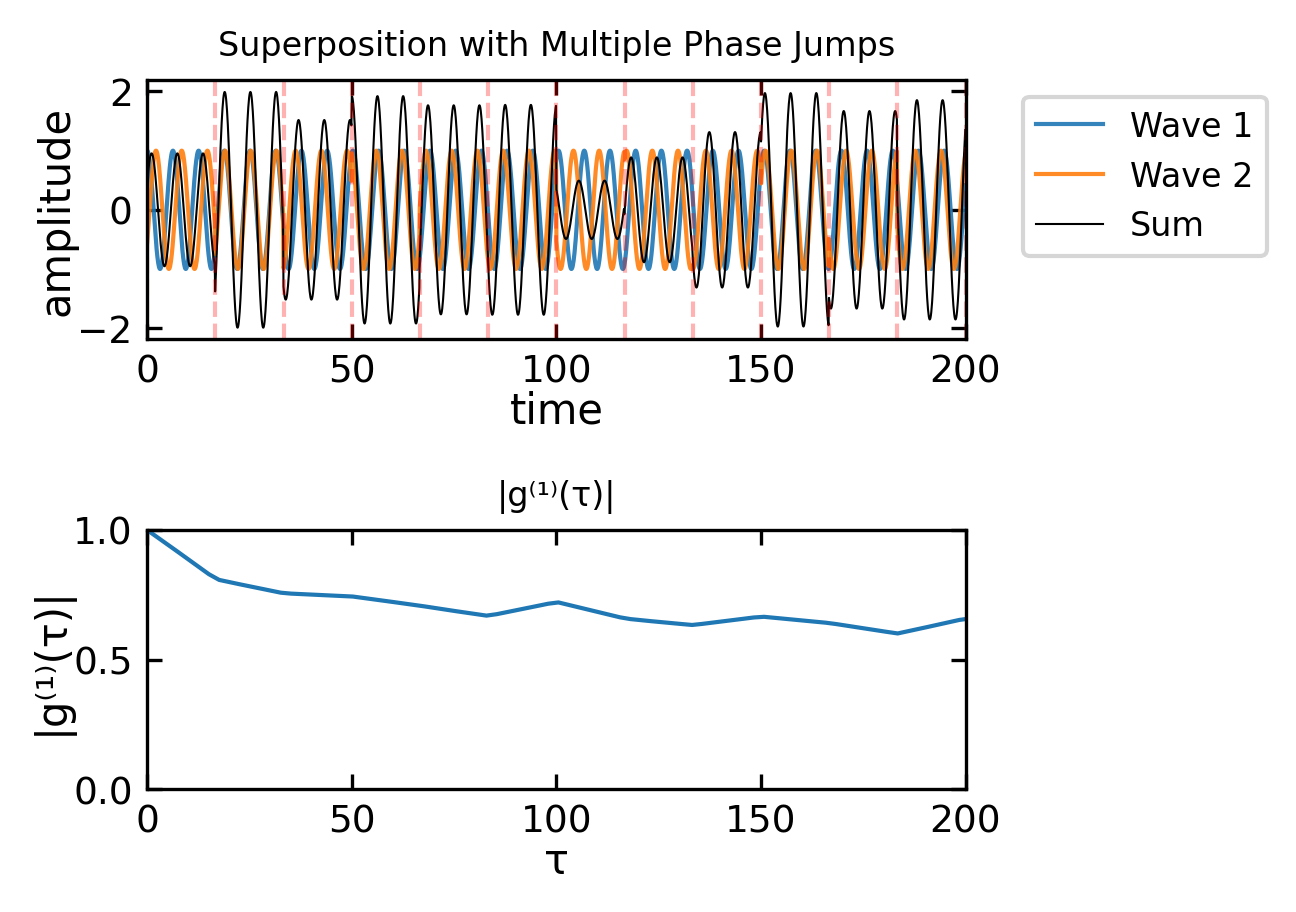 Superposition with Multiple Phase Jumps
2
0
−2
amplitude
0 50 100 150 200
time
Wave 1
Wave 2
Sum
|g⁽¹⁾(τ)|
1.0
0.5
0.0
|g⁽¹⁾(τ)|
0 50 100 150 200
τ